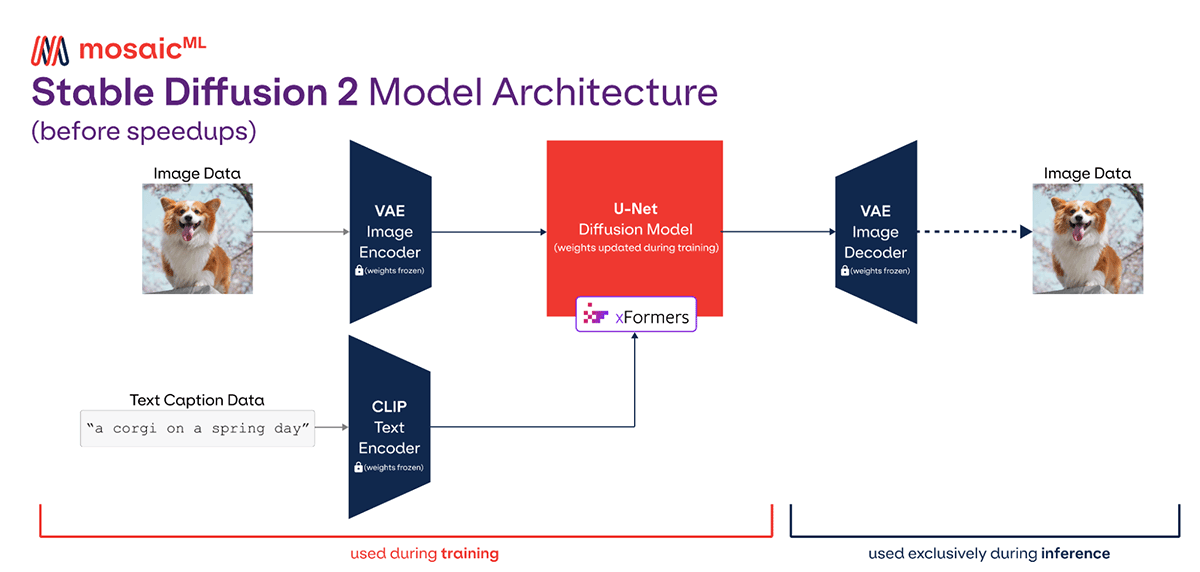 mosaicML
Stable Diffusion 2 Model Architecture
(before speedups)
Image Data
VAE
Image
Encoder
(weights frozen)
U-Net
Diffusion Model
(weights updated during training)
xFormers
VAE
Image
Decoder
(weights frozen)
Image Data
Text Caption Data
“a corgi on a spring day”
CLIP
Text
Encoder
(weights frozen)
used during training
used exclusively during inference